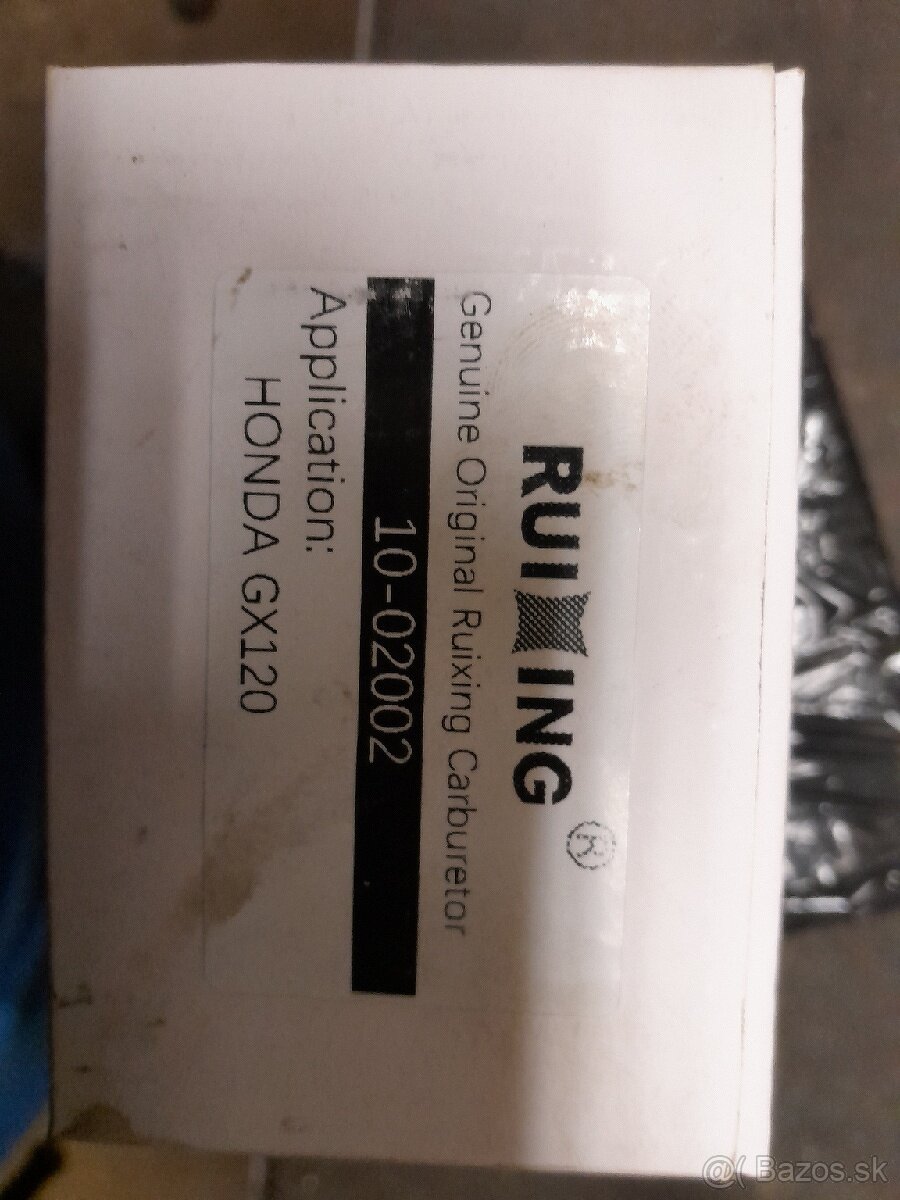 RUIXING ®
Genuine Original Ruixing Carburetor
10-02002
Application:
HONDA GX120
@( Bazos.sk